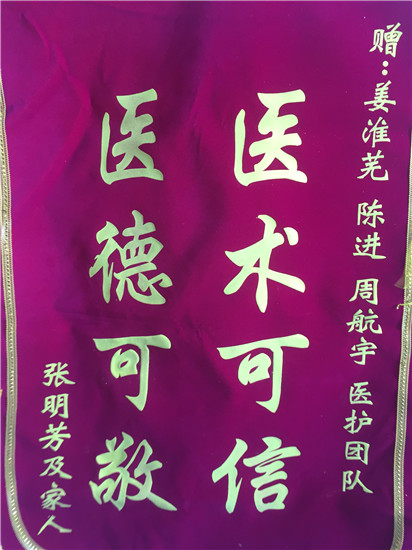 赠：姜淮芜 陈进 周航宇 医护团队
医术可信
医德可敬
张明芳及家人